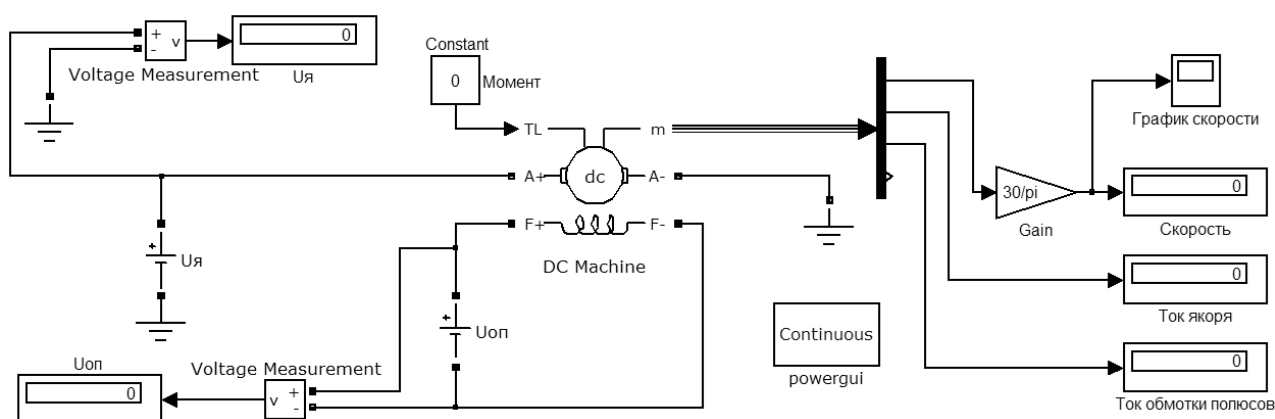 +
-
v
0
Voltage Measurement
Uя
Constant
0
Момент
TL
m
A+
dc
A-
F+
F-
DC Machine
+
Uя
+
Uоп
Continuous
powergui
30/pi
Gain
График скорости
0
Скорость
0
Ток якоря
0
Ток обмотки полюсов
Uоп
0
Voltage Measurement
v
+
-